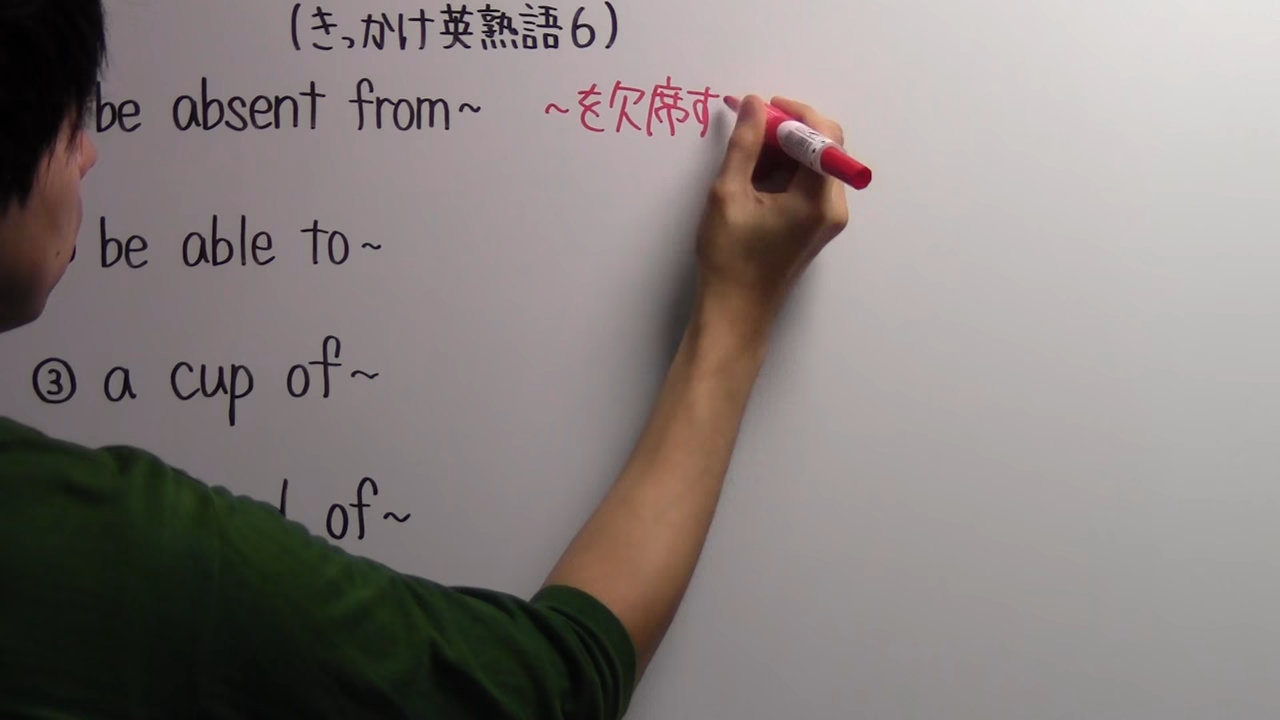 (きっかけ英熟語6)
be absent from~ ~を欠席す
be able to~
③ a cup of~
of~